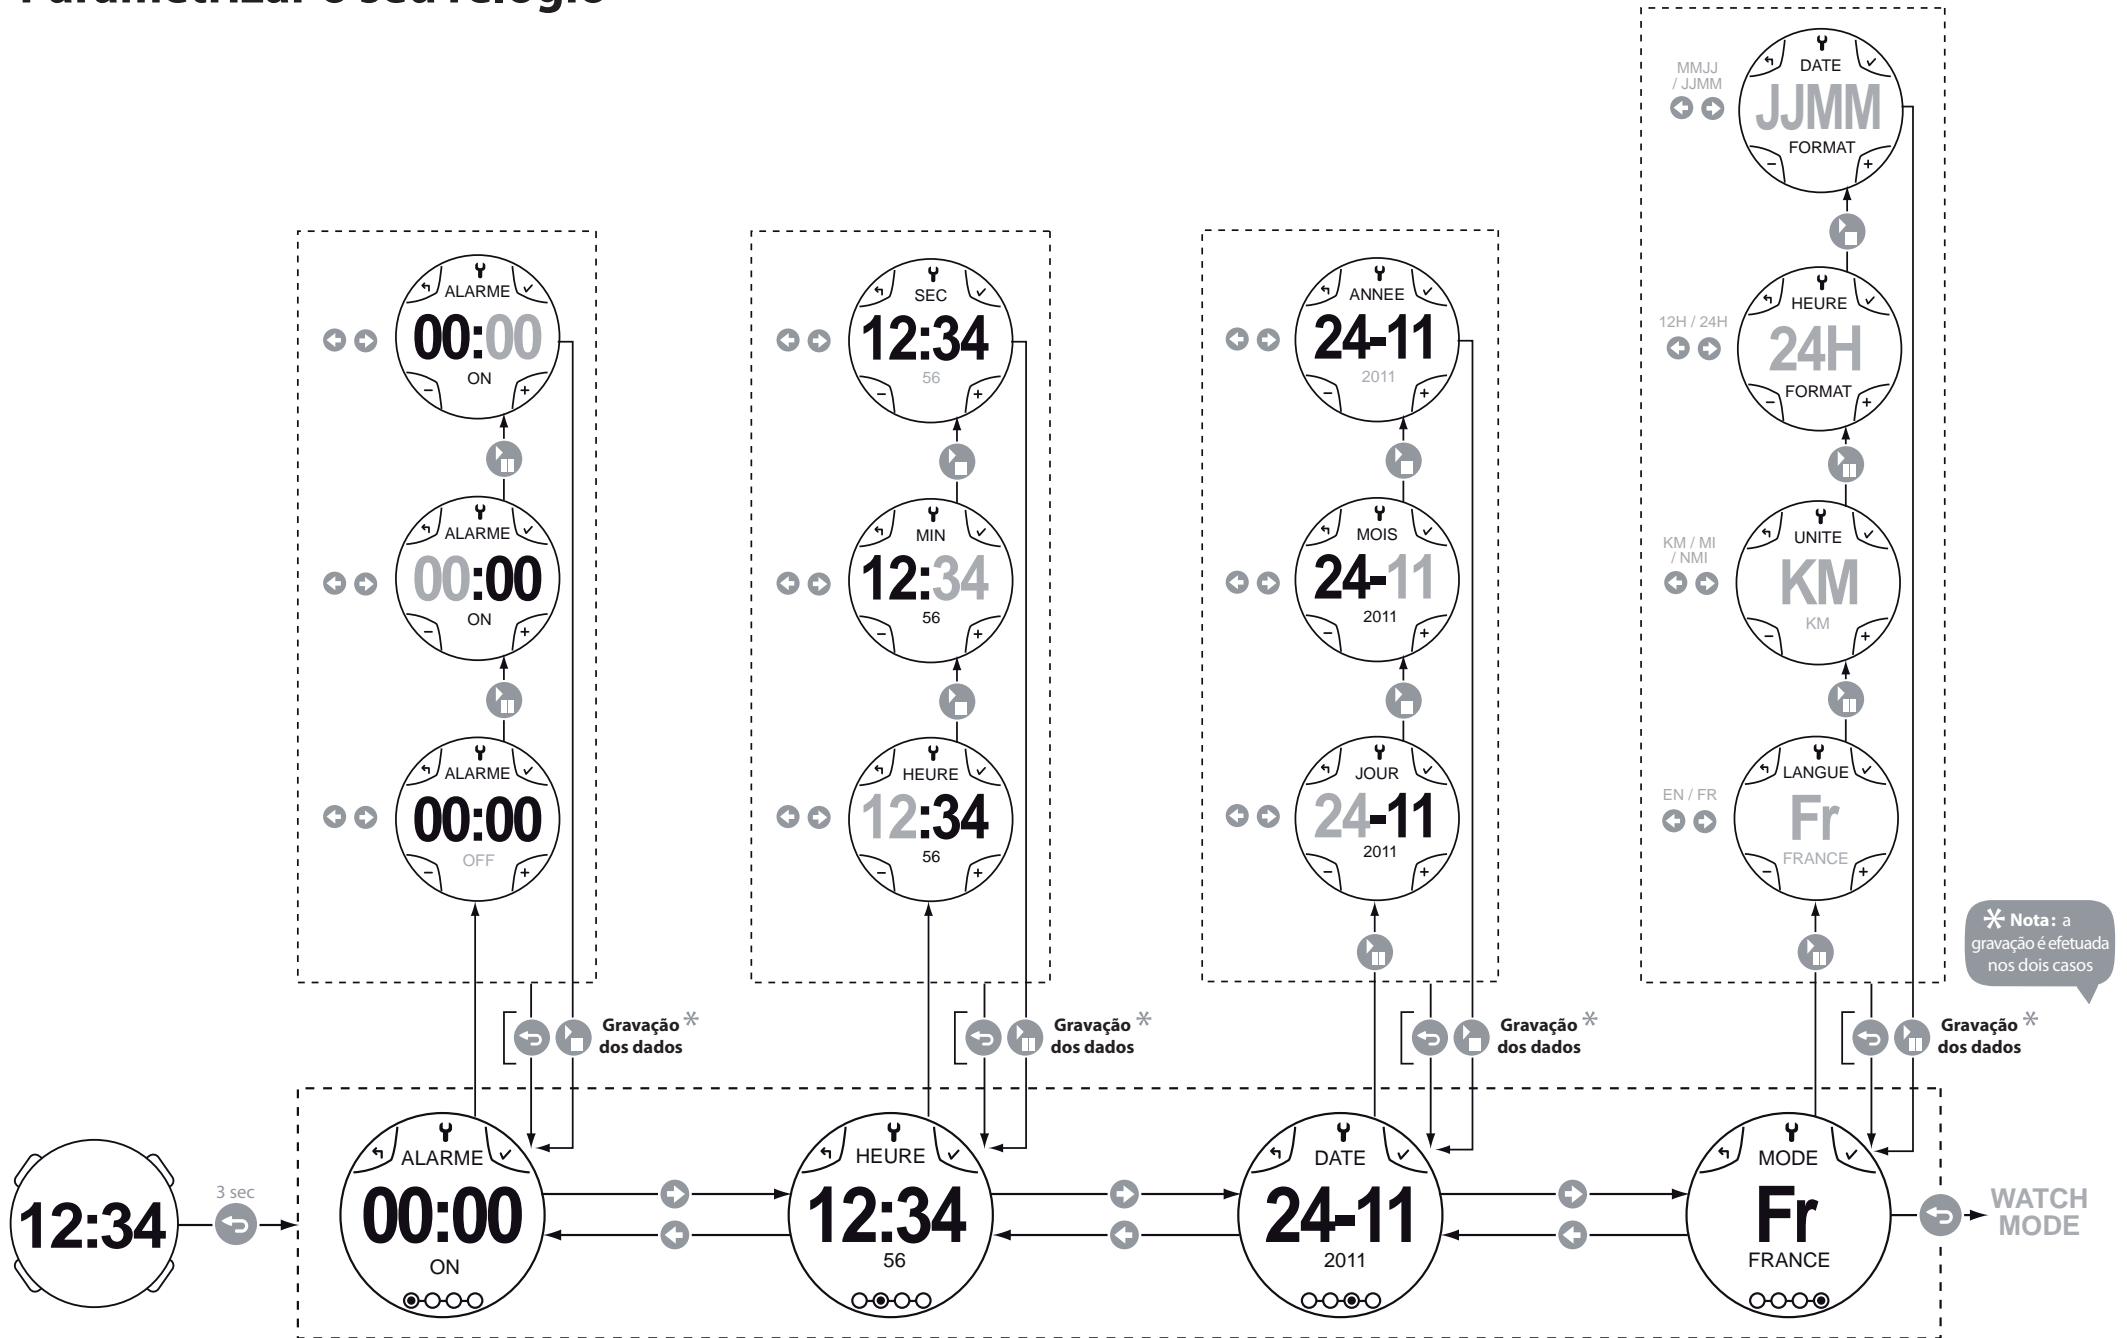 Parametrizar o seu relógio
MMJJ
/ JJMM
DATE
JJMM
FORMAT
12H / 24H
HEURE
24H
FORMAT
KM / MI
/ NMI
UNITE
KM
KM
EN / FR
LANGUE
Fr
FRANCE
ALARME
00:00
ON
ALARME
00:00
ON
ALARME
00:00
OFF
SEC
12:34
56
MIN
12:34
56
HEURE
12:34
56
ANNEE
24-11
2011
MOIS
24-11
2011
JOUR
24-11
2011
* Nota: a
gravação é efetuada
nos dois casos
Gravação *
dos dados
Gravação *
dos dados
Gravação *
dos dados
Gravação *
dos dados
12:34
3 sec
ALARME
00:00
ON
HEURE
12:34
56
DATE
24-11
2011
MODE
Fr
FRANCE
WATCH
MODE